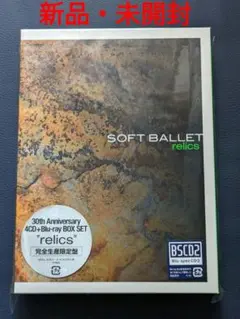 新品・未開封
SOFT BALLET
relics
30th Anniversary
4CD+Blu-ray BOX SET
"relics"
完全生産限定盤
BSCD2
Blu-spec CD2